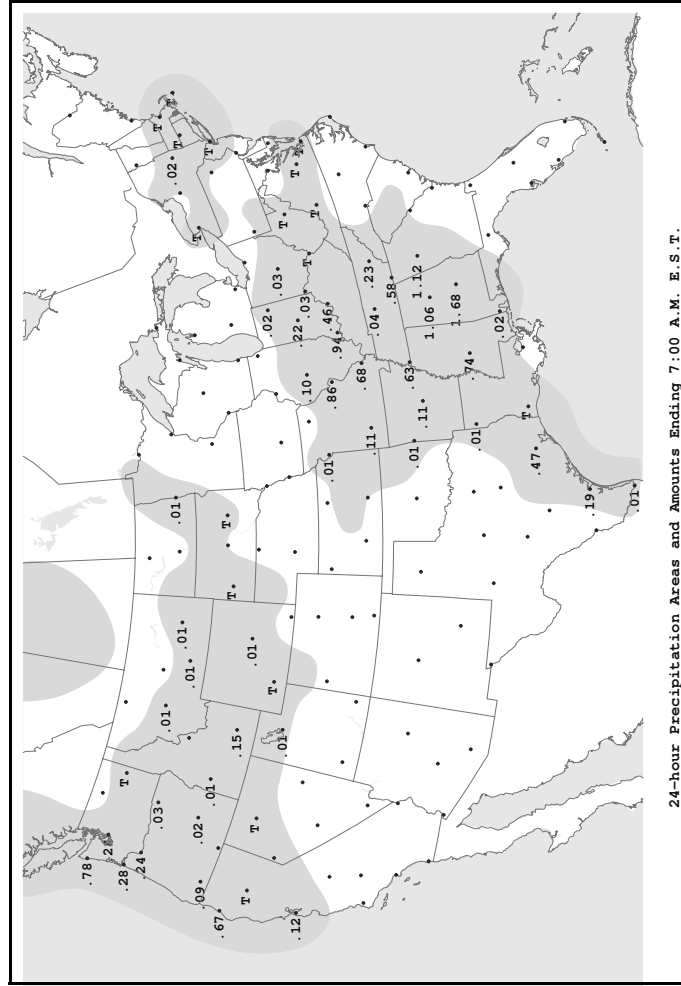 .78
.28
T
.24
T
.03
.01
.02
T
.01
.01
.01
T
.02
.09
T
.01
.67
T
T
.15
T
.01
T
.02
T
.03
.01
T
.12
T
T
.22
.03
T
.10
T
.46
.01
.86
.94
.68
.23
.11
.04
.58
.63
.01
1.12
.11
1.06
1.68
.74
.01
.02
T
.47
.19
.01
24-hour Precipitation Areas and Amounts Ending 7:00 A.M. E.S.T.